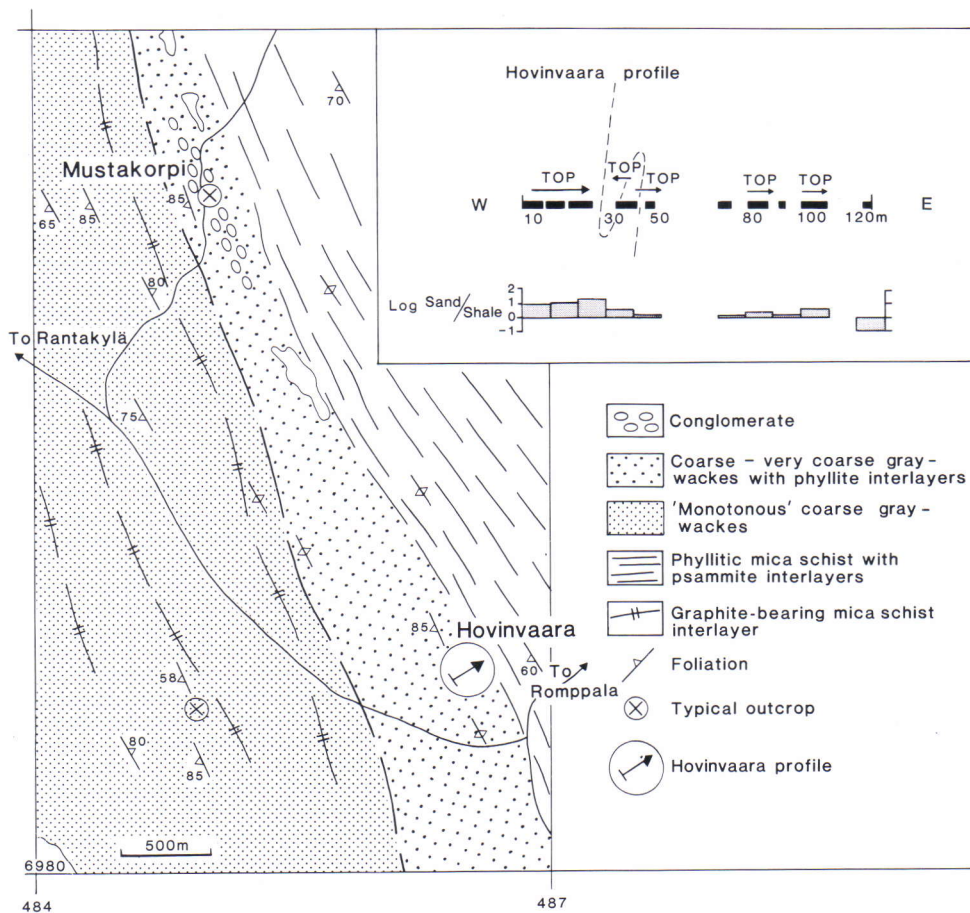 Hovinvaara profile
TOP
TOP
TOP
TOP
TOP
W
E
10
30
50
80
100
120m
Log Sand/Shale
2
1
0
-1
70
Mustakorpi
85
65
85
80
To Rantakylä
75
85
Hovinvaara
60
To
Romppala
58
80
85
500m
6980
484
487
Conglomerate
Coarse – very coarse gray-
wackes with phyllite interlayers
'Monotonous' coarse gray-
wackes
Phyllitic mica schist with
psammite interlayers
Graphite-bearing mica schist
interlayer
Foliation
Typical outcrop
Hovinvaara profile